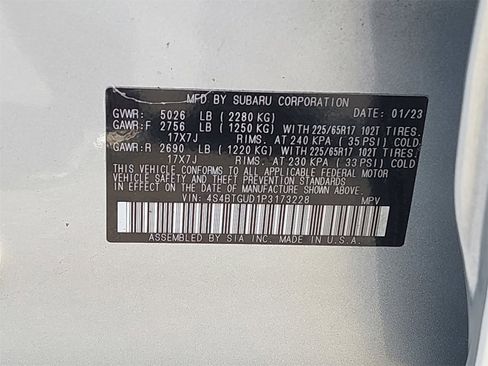 MFD BY SUBARU CORPORATION DATE: 01/23
GVWR: 5026 LB ( 2280 KG)
GAWR:F 2756 LB ( 1250 KG) WITH 225/65R17 102T TIRES.
17X7J RIMS. AT 240 KPA ( 35 PSI) COLD
GAWR:R 2690 LB ( 1220 KG) WITH 225/65R17 102T TIRES.
17X7J RIMS. AT 230 KPA ( 33 PSI) COLD
THIS VEHICLE CONFORMS TO ALL APPLICABLE FEDERAL MOTOR
VEHICLE SAFETY, BUMPER, AND THEFT PREVENTION STANDARDS
IN EFFECT ON THE DATE OF MANUFACTURE SHOWN ABOVE.
VIN: 4S4BTGUD1P3173228 MPV
ASSEMBLED BY SIA INC. MADE IN U.S.A.